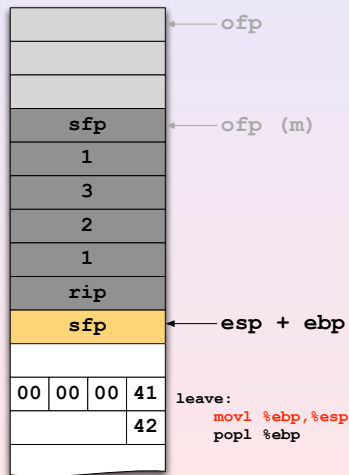 ofp
sfp ofp (m)
1
3
2
1
rip
sfp esp + ebp
00 00 00 41
42
leave:
movl %ebp,%esp
popl %ebp